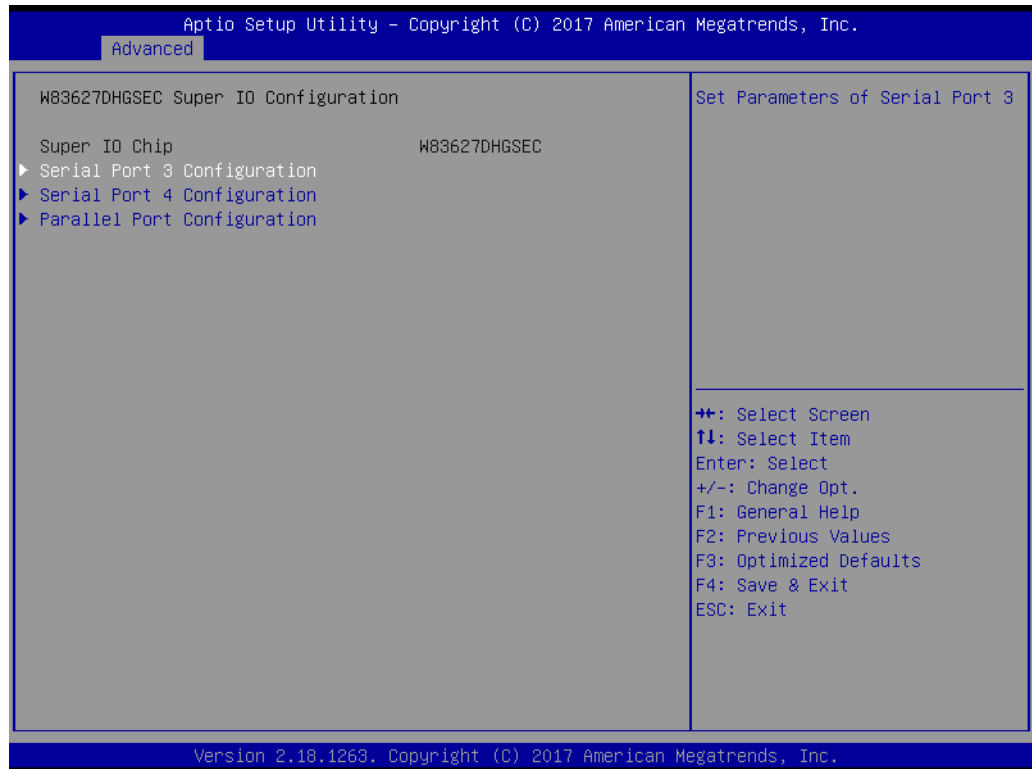 Aptio Setup Utility – Copyright (C) 2017 American Megatrends, Inc.
Advanced
W83627DHGSEC Super IO Configuration
Super IO Chip W83627DHGSEC
▶ Serial Port 3 Configuration
▶ Serial Port 4 Configuration
▶ Parallel Port Configuration
Set Parameters of Serial Port 3
→←: Select Screen
↑↓: Select Item
Enter: Select
+/-: Change Opt.
F1: General Help
F2: Previous Values
F3: Optimized Defaults
F4: Save & Exit
ESC: Exit
Version 2.18.1263. Copyright (C) 2017 American Megatrends, Inc.